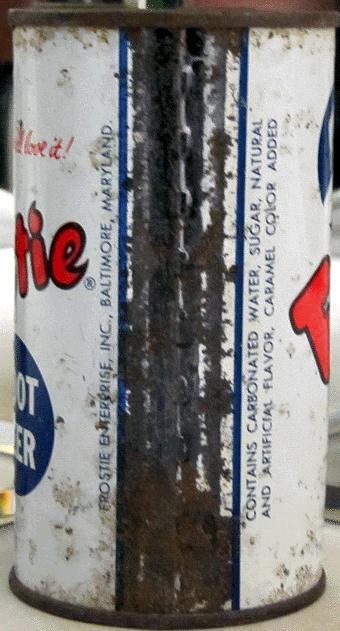 ll love it!
tie®
OT
ER
FROSTIE ENTERPRISE, INC., BALTIMORE, MARYLAND.
CONTAINS CARBONATED WATER, SUGAR, NATURAL
AND ARTIFICIAL FLAVOR, CARAMEL COLOR ADDED